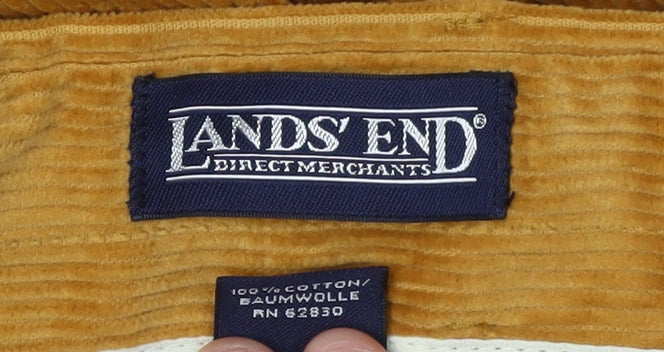 LANDS' END®
DIRECT MERCHANTS
100% COTTON/
BAUMWOLLE
RN 62830